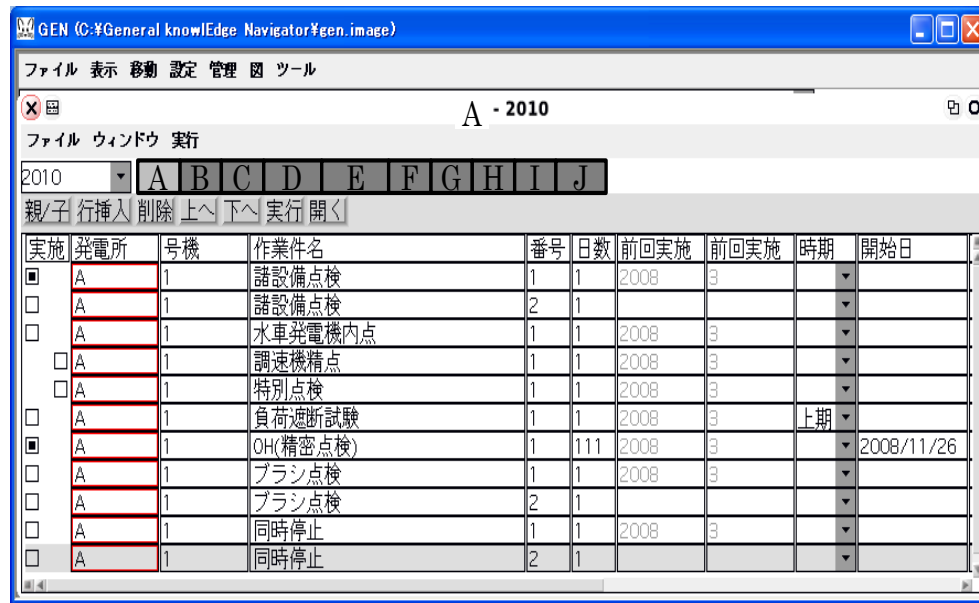 GEN (C:¥General knowlEdge Navigator¥gen.image)
ファイル 表示 移動 設定 管理 図 ツール
A - 2010
ファイル ウィンドウ 実行
2010 A B C D E F G H I J
親/子 行挿入 削除 上へ 下へ 実行 開く
実施 発電所 号機 作業件名 番号 日数 前回実施 前回実施 時期 開始日
A 1 諸設備点検 1 1 2008 3
A 1 諸設備点検 2 1
A 1 水車発電機内点 1 1 2008 3
A 1 調速機精点 1 1 2008 3
A 1 特別点検 1 1 2008 3
A 1 負荷遮断試験 1 1 2008 3 上期
A 1 OH(精密点検) 1 111 2008 3 2008/11/26
A 1 ブラシ点検 1 1 2008 3
A 1 ブラシ点検 2 1
A 1 同時停止 1 1 2008 3
A 1 同時停止 2 1